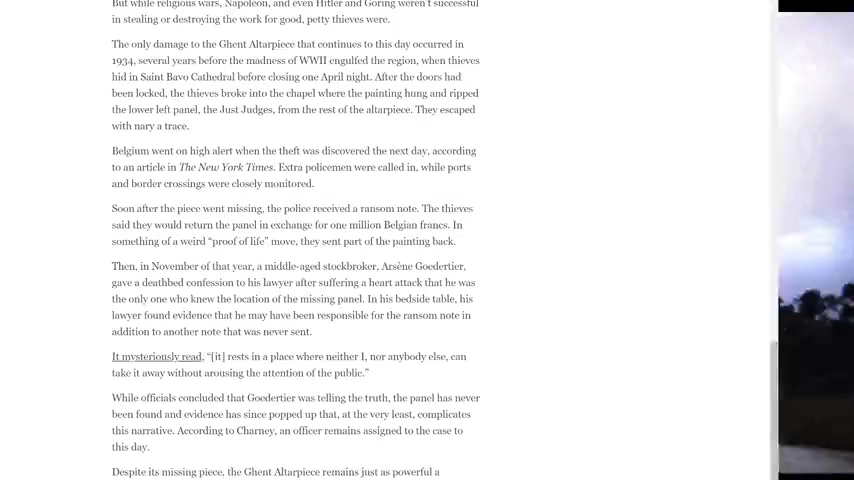 But while religious wars, Napoleon, and even Hitler and Goring weren't successful
in stealing or destroying the work for good, petty thieves were.
The only damage to the Ghent Altarpiece that continues to this day occurred in
1934, several years before the madness of WWII engulfed the region, when thieves
hid in Saint Bavo Cathedral before closing one April night. After the doors had
been locked, the thieves broke into the chapel where the painting hung and ripped
the lower left panel, the Just Judges, from the rest of the altarpiece. They escaped
with nary a trace.
Belgium went on high alert when the theft was discovered the next day, according
to an article in The New York Times. Extra policemen were called in, while ports
and border crossings were closely monitored.
Soon after the piece went missing, the police received a ransom note. The thieves
said they would return the panel in exchange for one million Belgian francs. In
something of a weird “proof of life” move, they sent part of the painting back.
Then, in November of that year, a middle-aged stockbroker, Arsène Goedertier,
gave a deathbed confession to his lawyer after suffering a heart attack that he was
the only one who knew the location of the missing panel. In his bedside table, his
lawyer found evidence that he may have been responsible for the ransom note in
addition to another note that was never sent.
It mysteriously read, “[it] rests in a place where neither I, nor anybody else, can
take it away without arousing the attention of the public.”
While officials concluded that Goedertier was telling the truth, the panel has never
been found and evidence has since popped up that, at the very least, complicates
this narrative. According to Charney, an officer remains assigned to the case to
this day.
Despite its missing piece, the Ghent Altarpiece remains just as powerful a